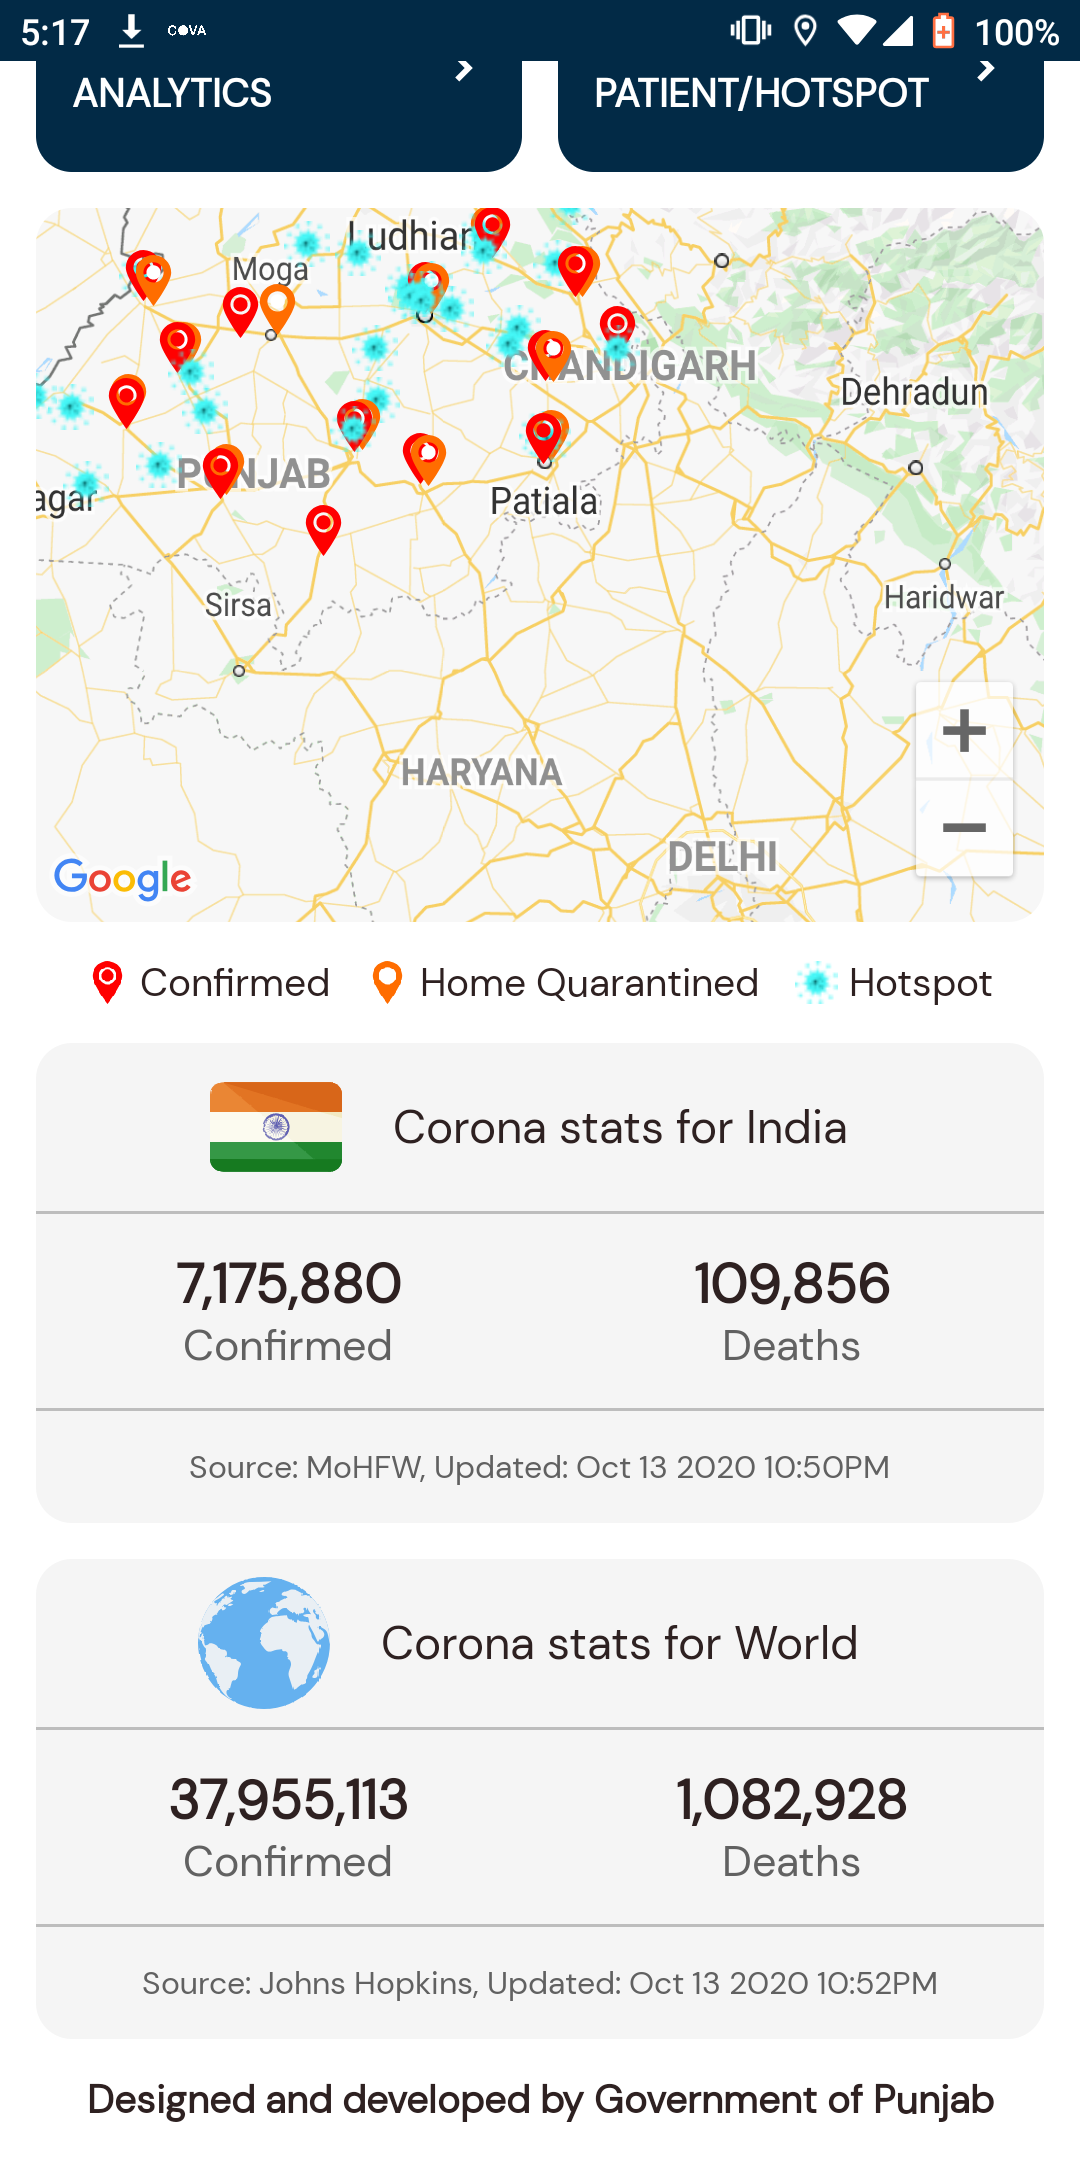 5:17 COVA 100%
ANALYTICS PATIENT/HOTSPOT
Ludhian
Moga
CHANDIGARH
Dehradun
PUNJAB
agar
Patiala
Sirsa
Haridwar
HARYANA
DELHI
Google
Confirmed Home Quarantined Hotspot
Corona stats for India
7,175,880 109,856
Confirmed Deaths
Source: MoHFW, Updated: Oct 13 2020 10:50PM
Corona stats for World
37,955,113 1,082,928
Confirmed Deaths
Source: Johns Hopkins, Updated: Oct 13 2020 10:52PM
Designed and developed by Government of Punjab